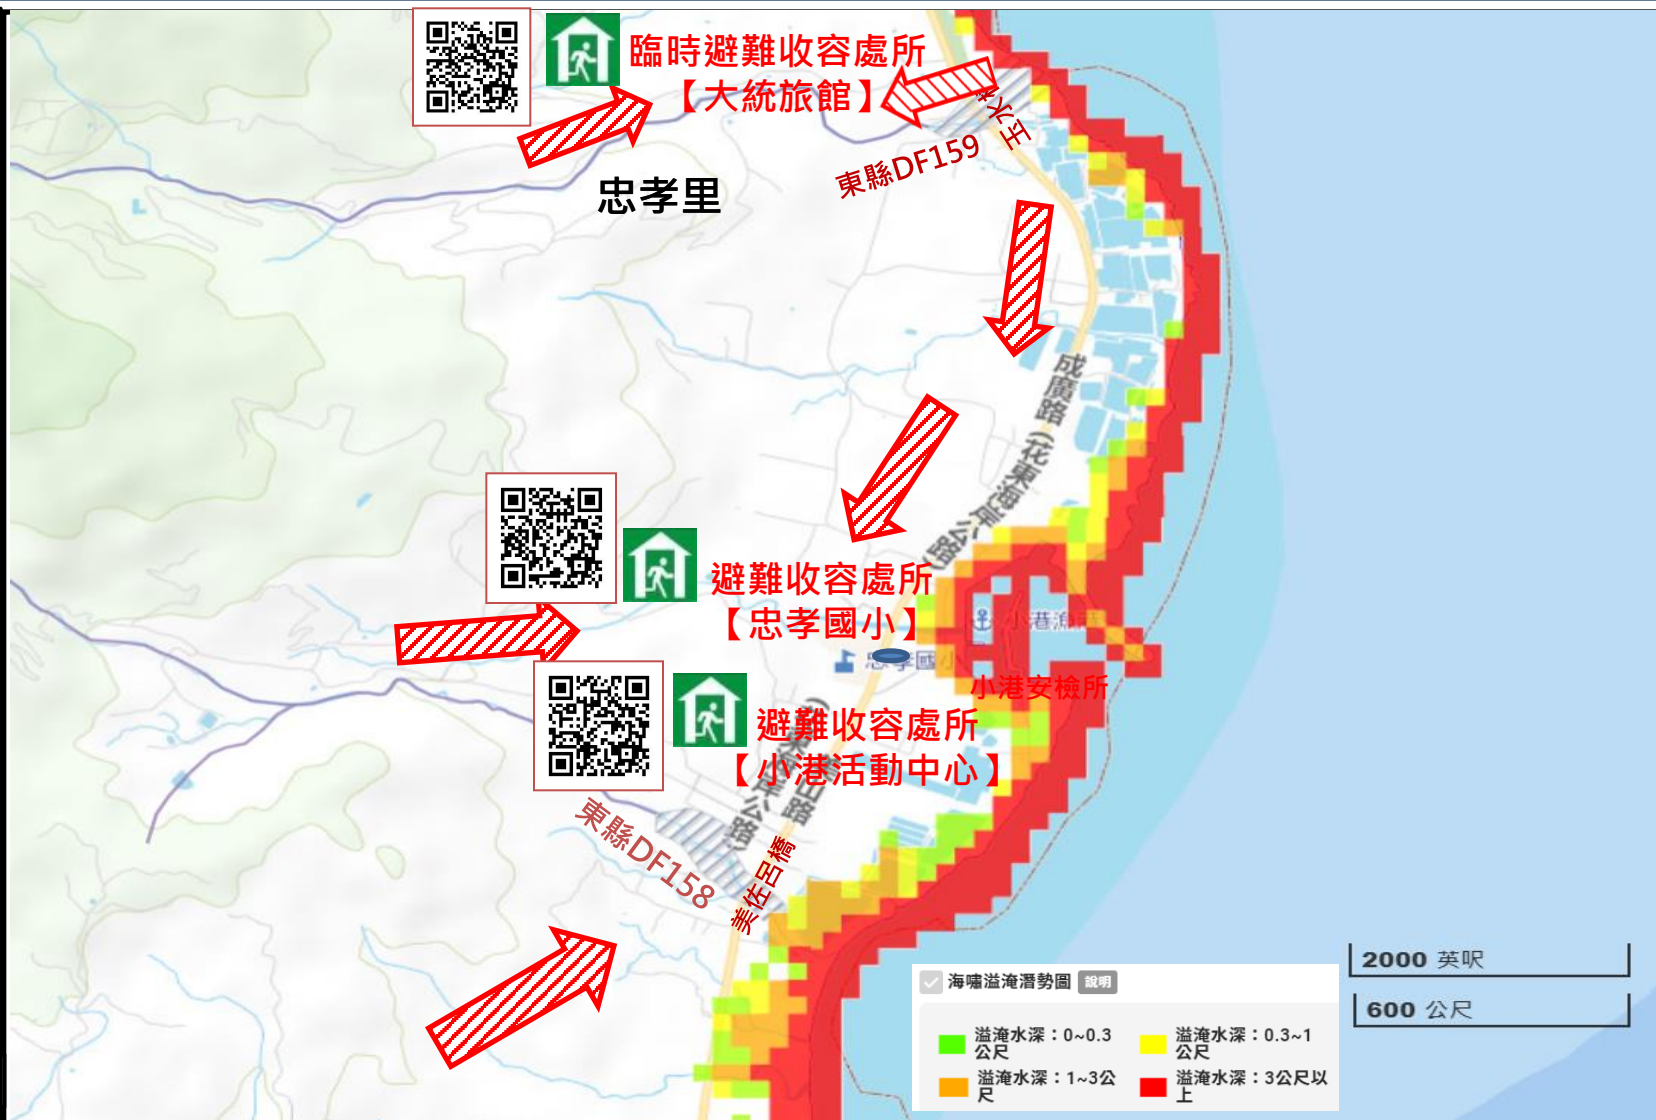 臨時避難收容處所
【大統旅館】
玉水橋
東縣DF159
忠孝里
成廣路(花東海岸公路)
避難收容處所
【忠孝國小】
小港漁
忠孝國小
小港安檢所
避難收容處所
【小港活動中心】
東縣DF158
美佐呂橋
海嘯溢淹潛勢圖 說明
溢淹水深：0~0.3
公尺
溢淹水深：0.3~1
公尺
溢淹水深：1~3公
尺
溢淹水深：3公尺以
上
2000 英呎
600 公尺